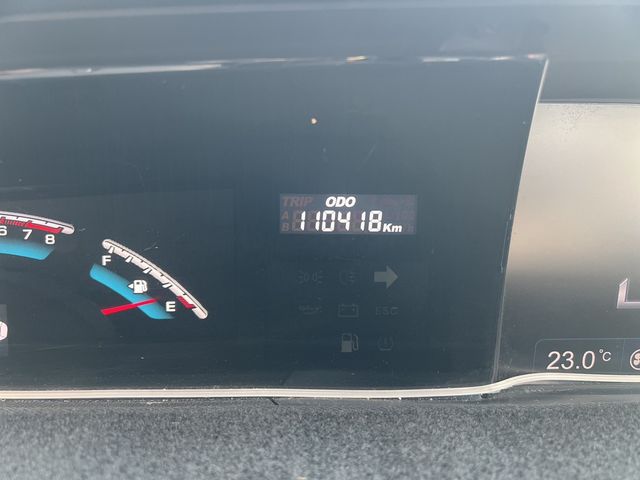 TRIP ODO
A
B
110418 Km
6 7 8
F
E
ESC
23.0°C